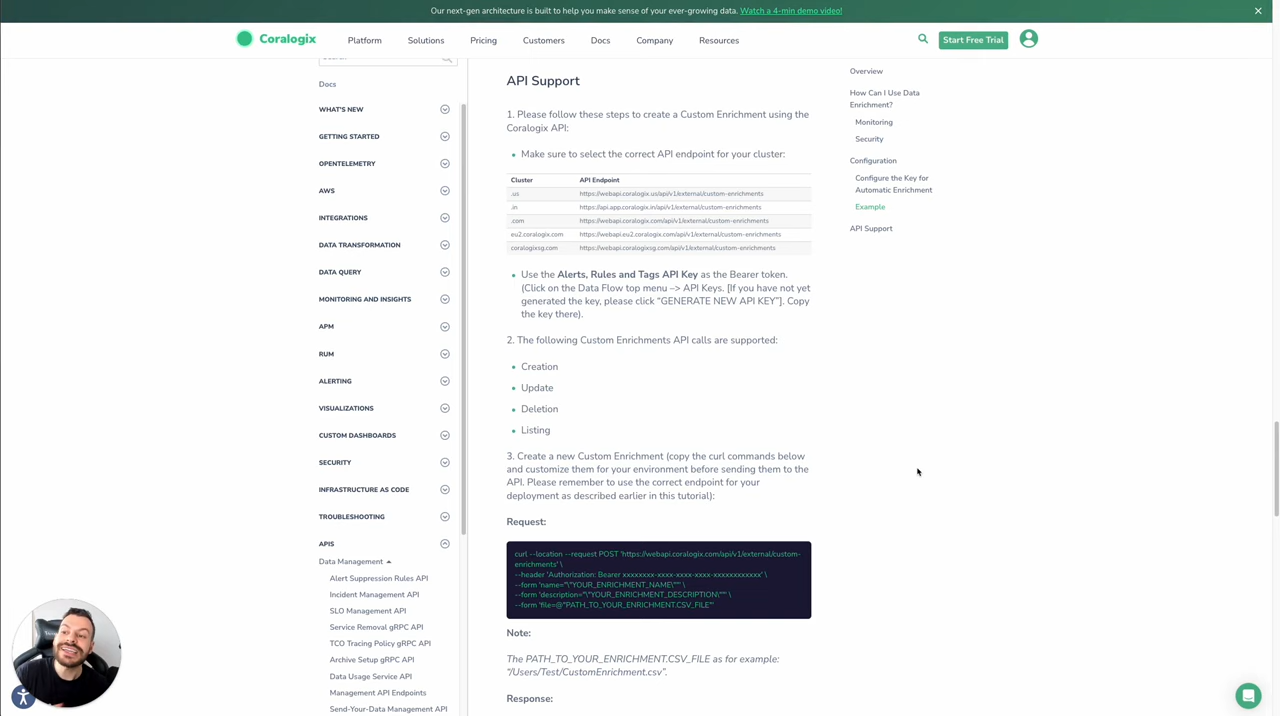 Our next-gen architecture is built to help you make sense of your ever-growing data. Watch a 4-min demo video!
Coralogix
Platform
Solutions
Pricing
Customers
Docs
Company
Resources
Start Free Trial
Docs
WHAT'S NEW
GETTING STARTED
OPENTELEMETRY
AWS
INTEGRATIONS
DATA TRANSFORMATION
DATA QUERY
MONITORING AND INSIGHTS
APM
RUM
ALERTING
VISUALIZATIONS
CUSTOM DASHBOARDS
SECURITY
INFRASTRUCTURE AS CODE
TROUBLESHOOTING
APIS
Data Management
Alert Suppression Rules API
Incident Management API
SLO Management API
Service Removal gRPC API
TCO Tracing Policy gRPC API
Archive Setup gRPC API
Data Usage Service API
Management API Endpoints
Send-Your-Data Management API
API Support
1. Please follow these steps to create a Custom Enrichment using the
Coralogix API:
Make sure to select the correct API endpoint for your cluster:
Cluster API Endpoint
.us https://webapi.coralogix.us/api/v1/external/custom-enrichments
.in https://api.app.coralogix.in/api/v1/external/custom-enrichments
.com https://webapi.coralogix.com/api/v1/external/custom-enrichments
eu2.coralogix.com https://webapi.eu2.coralogix.com/api/v1/external/custom-enrichments
coralogixsg.com https://webapi.coralogixsg.com/api/v1/external/custom-enrichments
Use the Alerts, Rules and Tags API Key as the Bearer token.
(Click on the Data Flow top menu –> API Keys. [If you have not yet
generated the key, please click “GENERATE NEW API KEY”]. Copy
the key there).
2. The following Custom Enrichments API calls are supported:
Creation
Update
Deletion
Listing
3. Create a new Custom Enrichment (copy the curl commands below
and customize them for your environment before sending them to the
API. Please remember to use the correct endpoint for your
deployment as described earlier in this tutorial):
Request:
curl --location --request POST 'https://webapi.coralogix.com/api/v1/external/custom-
enrichments' \
--header 'Authorization: Bearer xxxxxxxx-xxxx-xxxx-xxxx-xxxxxxxxxxxx' \
--form 'name="\"YOUR_ENRICHMENT_NAME\""' \
--form 'description="\"YOUR_ENRICHMENT_DESCRIPTION\""' \
--form 'file=@"PATH_TO_YOUR_ENRICHMENT.CSV_FILE"'
Note:
The PATH_TO_YOUR_ENRICHMENT.CSV_FILE as for example:
“/Users/Test/CustomEnrichment.csv”.
Response:
Overview
How Can I Use Data
Enrichment?
Monitoring
Security
Configuration
Configure the Key for
Automatic Enrichment
Example
API Support